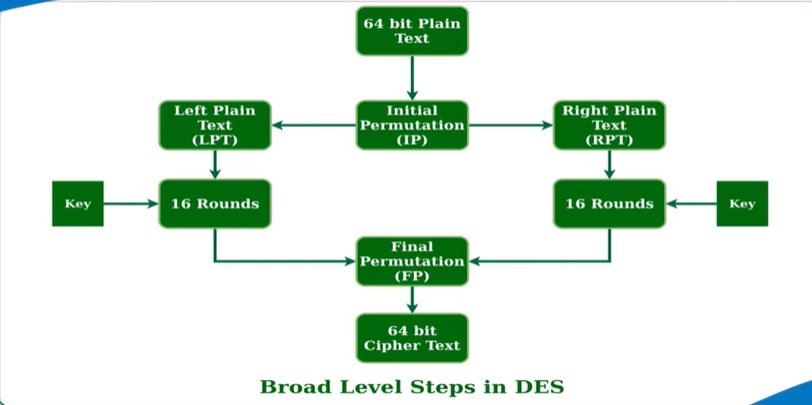 64 bit Plain
Text
Left Plain
Text
(LPT)
Initial
Permutation
(IP)
Right Plain
Text
(RPT)
Key
16 Rounds
16 Rounds
Key
Final
Permutation
(FP)
64 bit
Cipher Text
Broad Level Steps in DES